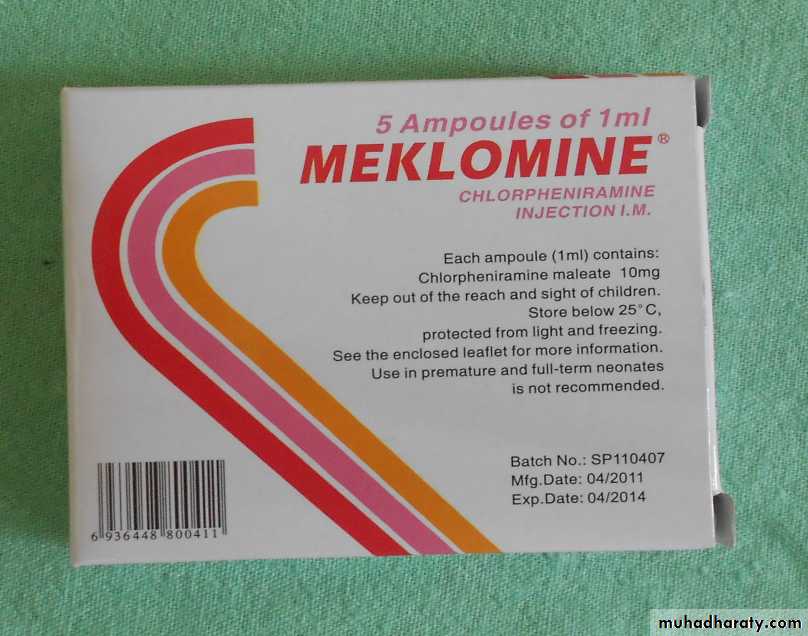 5 Ampoules of 1ml
MEKLOMINE®
CHLORPHENIRAMINE
INJECTION I.M.
Each ampoule (1ml) contains:
Chlorpheniramine maleate 10mg
Keep out of the reach and sight of children.
Store below 25°C,
protected from light and freezing.
See the enclosed leaflet for more information.
Use in premature and full-term neonates
is not recommended.
Batch No.: SP110407
Mfg.Date: 04/2011
Exp.Date: 04/2014
6 936448 800411
muhadharaty.com